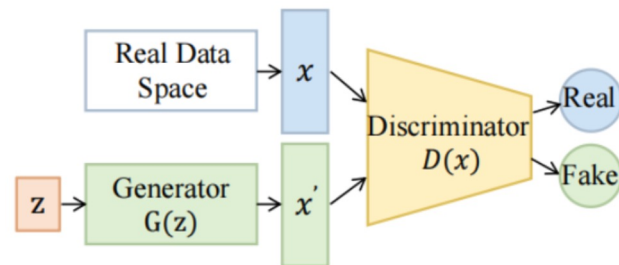 Real Data
Space
x
Discriminator
D(x)
Real
Fake
z
Generator
G(z)
x'